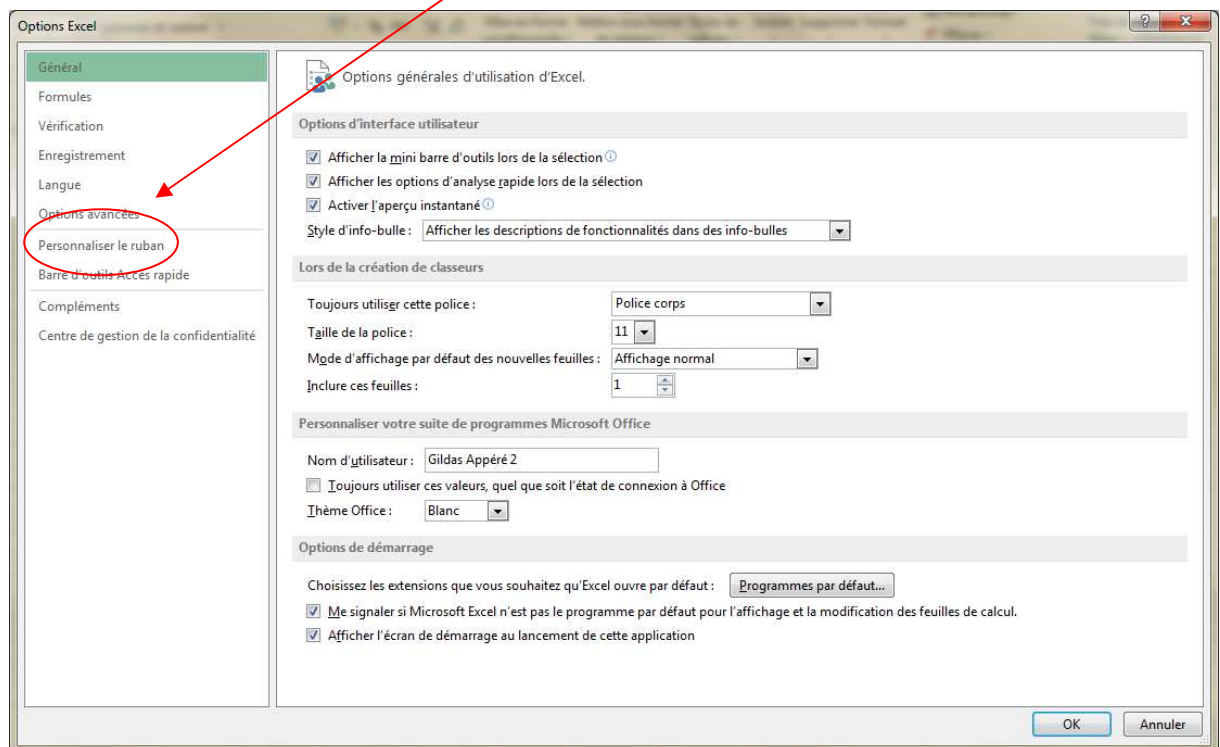 Options Excel
Général
Formules
Vérification
Enregistrement
Langue
Options avancées
Personnaliser le ruban
Barre d'outils Accès rapide
Compléments
Centre de gestion de la confidentialité
Options générales d'utilisation d'Excel.
Options d'interface utilisateur
Afficher la mini barre d'outils lors de la sélection
Afficher les options d'analyse rapide lors de la sélection
Activer l'aperçu instantané
Style d'info-bulle : Afficher les descriptions de fonctionnalités dans des info-bulles
Lors de la création de classeurs
Toujours utiliser cette police : Police corps
Taille de la police : 11
Mode d'affichage par défaut des nouvelles feuilles : Affichage normal
Inclure ces feuilles : 1
Personnaliser votre suite de programmes Microsoft Office
Nom d'utilisateur : Gildas Appéré 2
Toujours utiliser ces valeurs, quel que soit l'état de connexion à Office
Thème Office : Blanc
Options de démarrage
Choisissez les extensions que vous souhaitez qu'Excel ouvre par défaut : Programmes par défaut...
Me signaler si Microsoft Excel n'est pas le programme par défaut pour l'affichage et la modification des feuilles de calcul.
Afficher l'écran de démarrage au lancement de cette application
OK Annuler